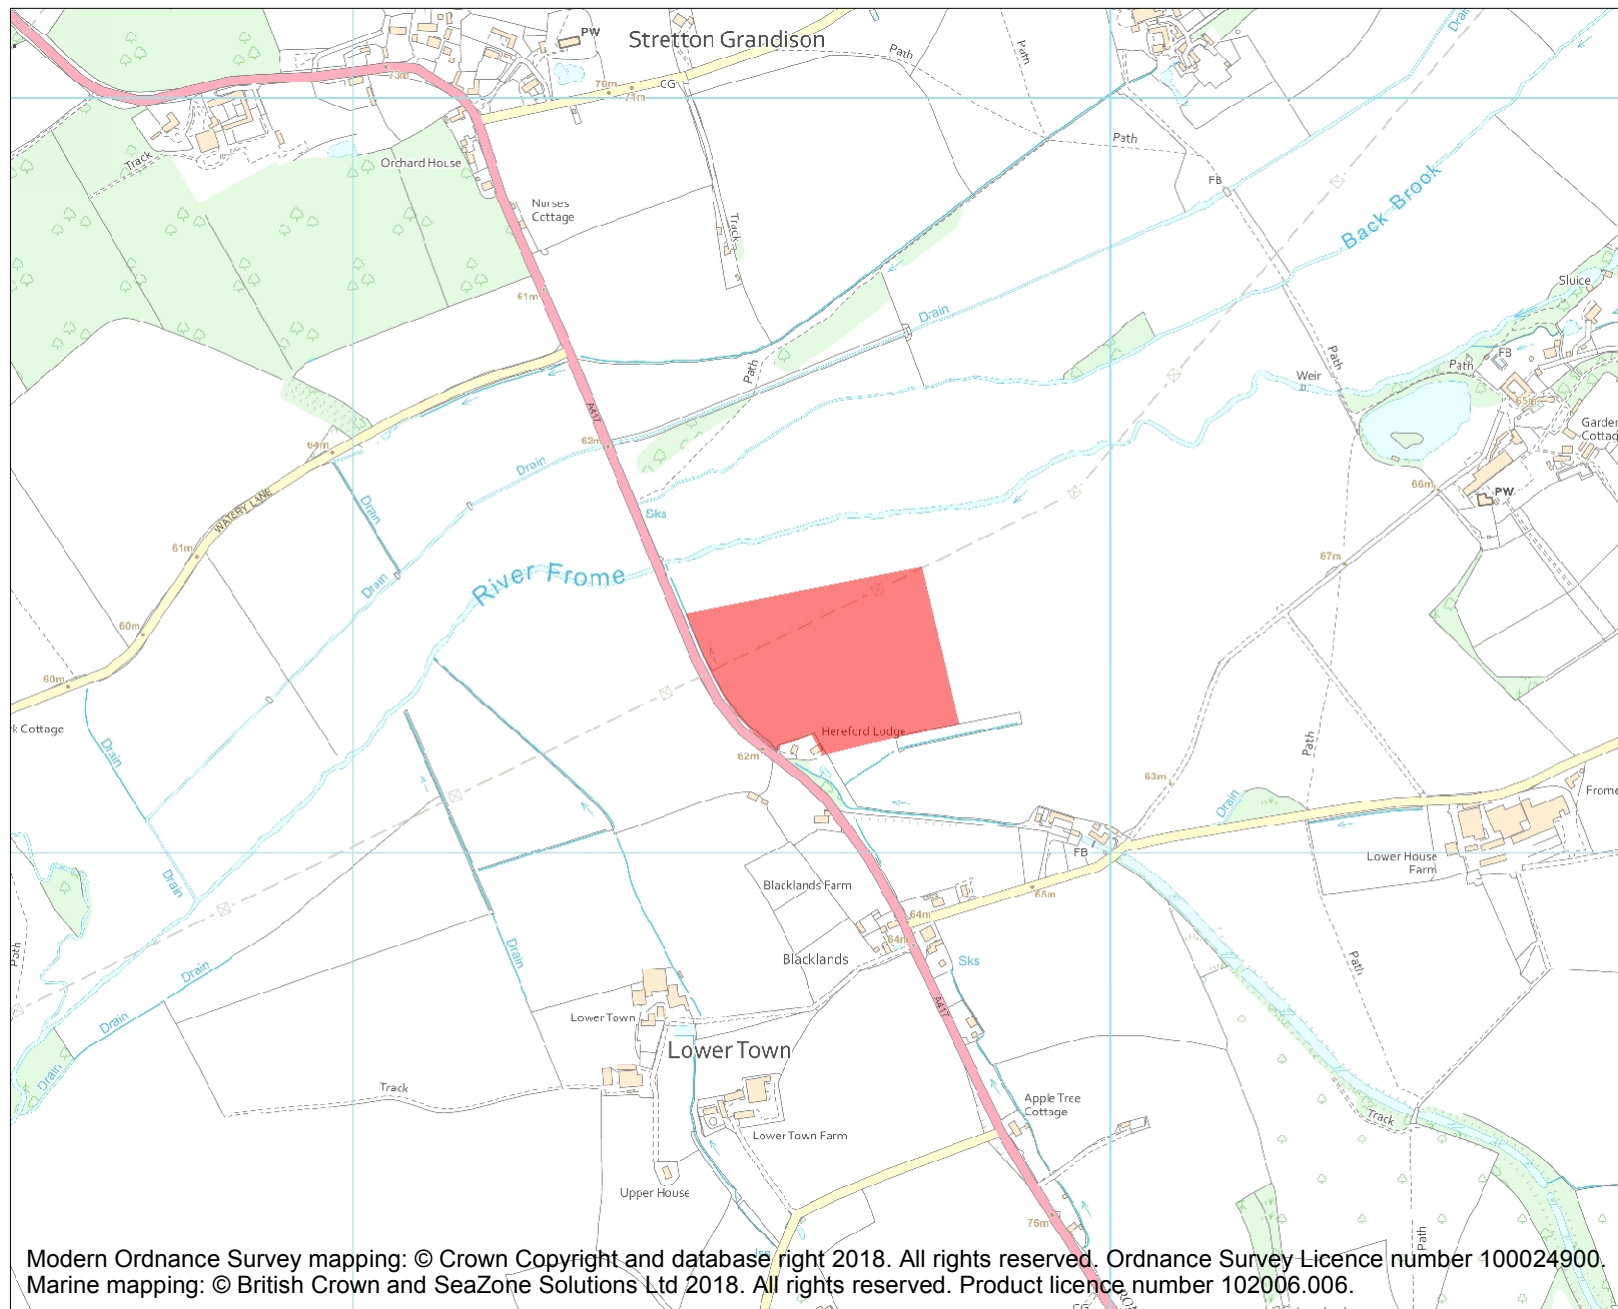 PW
Stretton Grandison
Drain
Path
Path
73m
70m
71m
CG
Path
Track
Orchard House
FB
Back Brook
Nurses
Cottage
Track
Sluice
61m
Drain
Path
FB
Path
Weir
Path
65m
A417
Garden
Cottag
62m
64m
Drain
66m
PW
WATERY LANE
Drain
Sks
61m
67m
River Frome
Drain
60m
60m
k Cottage
Hereford Lodge
Path
Drain
62m
63m
Drain
Frome
FB
Lower House
Farm
Blacklands Farm
Drain
65m
64m
64m
Path
Drain
Blacklands
Sks
Path
Drain
A417
Drain
Lower Town
Lower Town
Drain
Track
Apple Tree
Cottage
Track
Lower Town Farm
Upper House
76m
Path
Modern Ordnance Survey mapping: © Crown Copyright and database right 2018. All rights reserved. Ordnance Survey Licence number 100024900.
Marine mapping: © British Crown and SeaZone Solutions Ltd 2018. All rights reserved. Product licence number 102006.006.